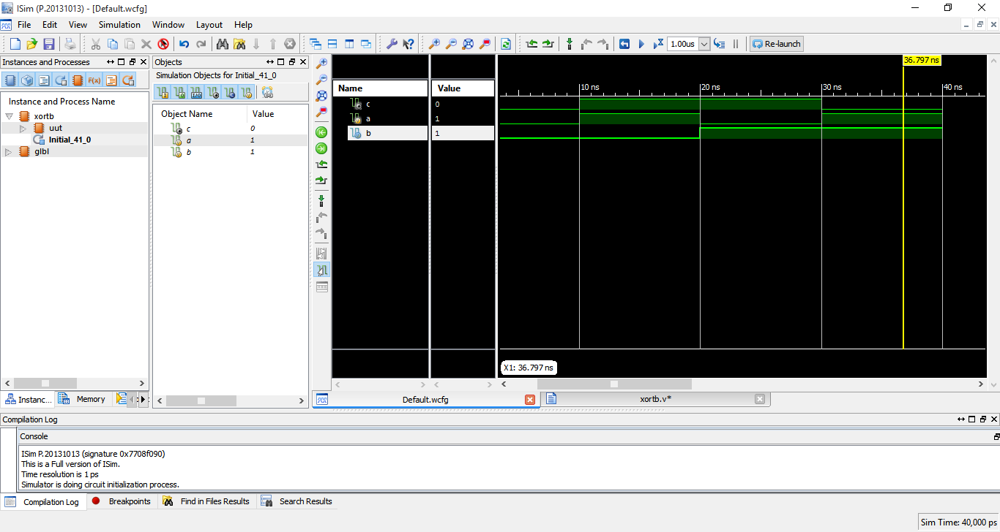 ISim (P.20131013) - [Default.wcfg]
File Edit View Simulation Window Layout Help
1.00us Re-launch
Instances and Processes
Instance and Process Name
xortb
uut
Initial_41_0
glbl
Instanc... Memory
Objects
Simulation Objects for Initial_41_0
Object Name Value
c 0
a 1
b 1
Name Value
c 0
a 1
b 1
36.797 ns
10 ns 20 ns 30 ns 40 ns
X1: 36.797 ns
Default.wcfg xortb.v*
Compilation Log
Console
ISim P.20131013 (signature 0x7708f090)
This is a Full version of ISim.
Time resolution is 1 ps
Simulator is doing circuit initialization process.
Compilation Log Breakpoints Find in Files Results Search Results
Sim Time: 40,000 ps